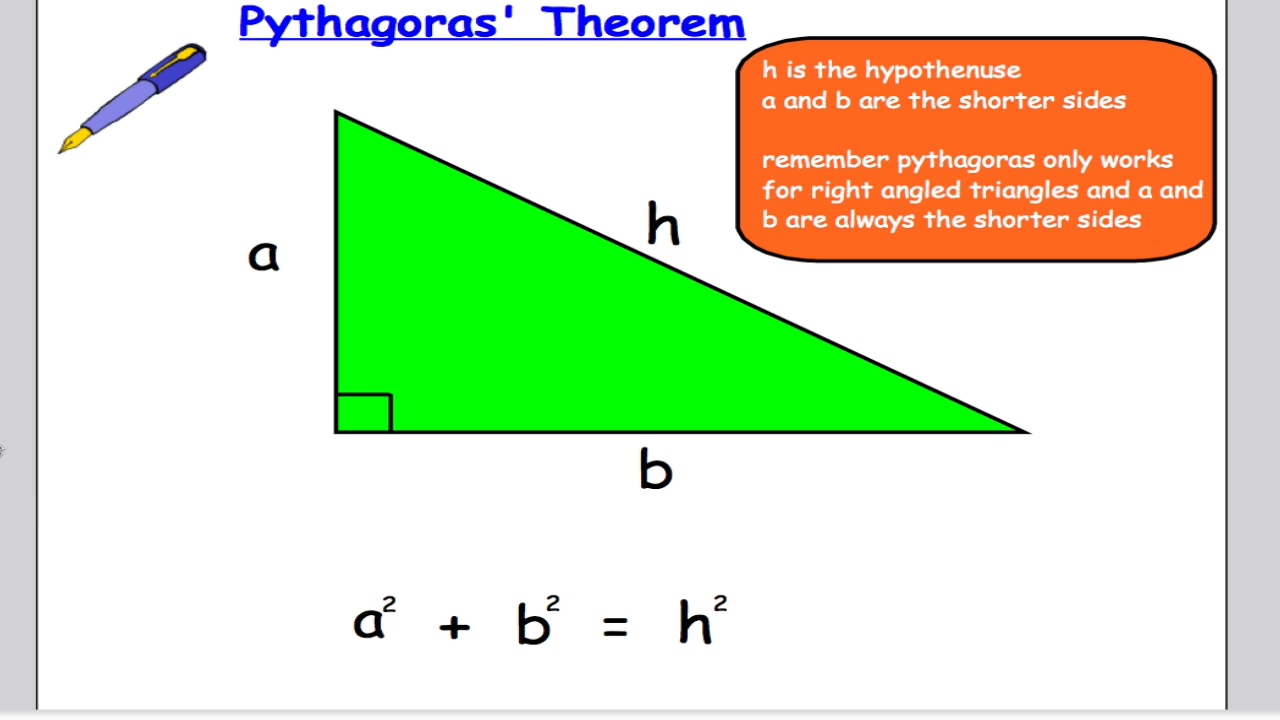 Pythagoras' Theorem
h is the hypothenuse
a and b are the shorter sides
remember pythagoras only works
for right angled triangles and a and
b are always the shorter sides
h
a
b
a² + b² = h²